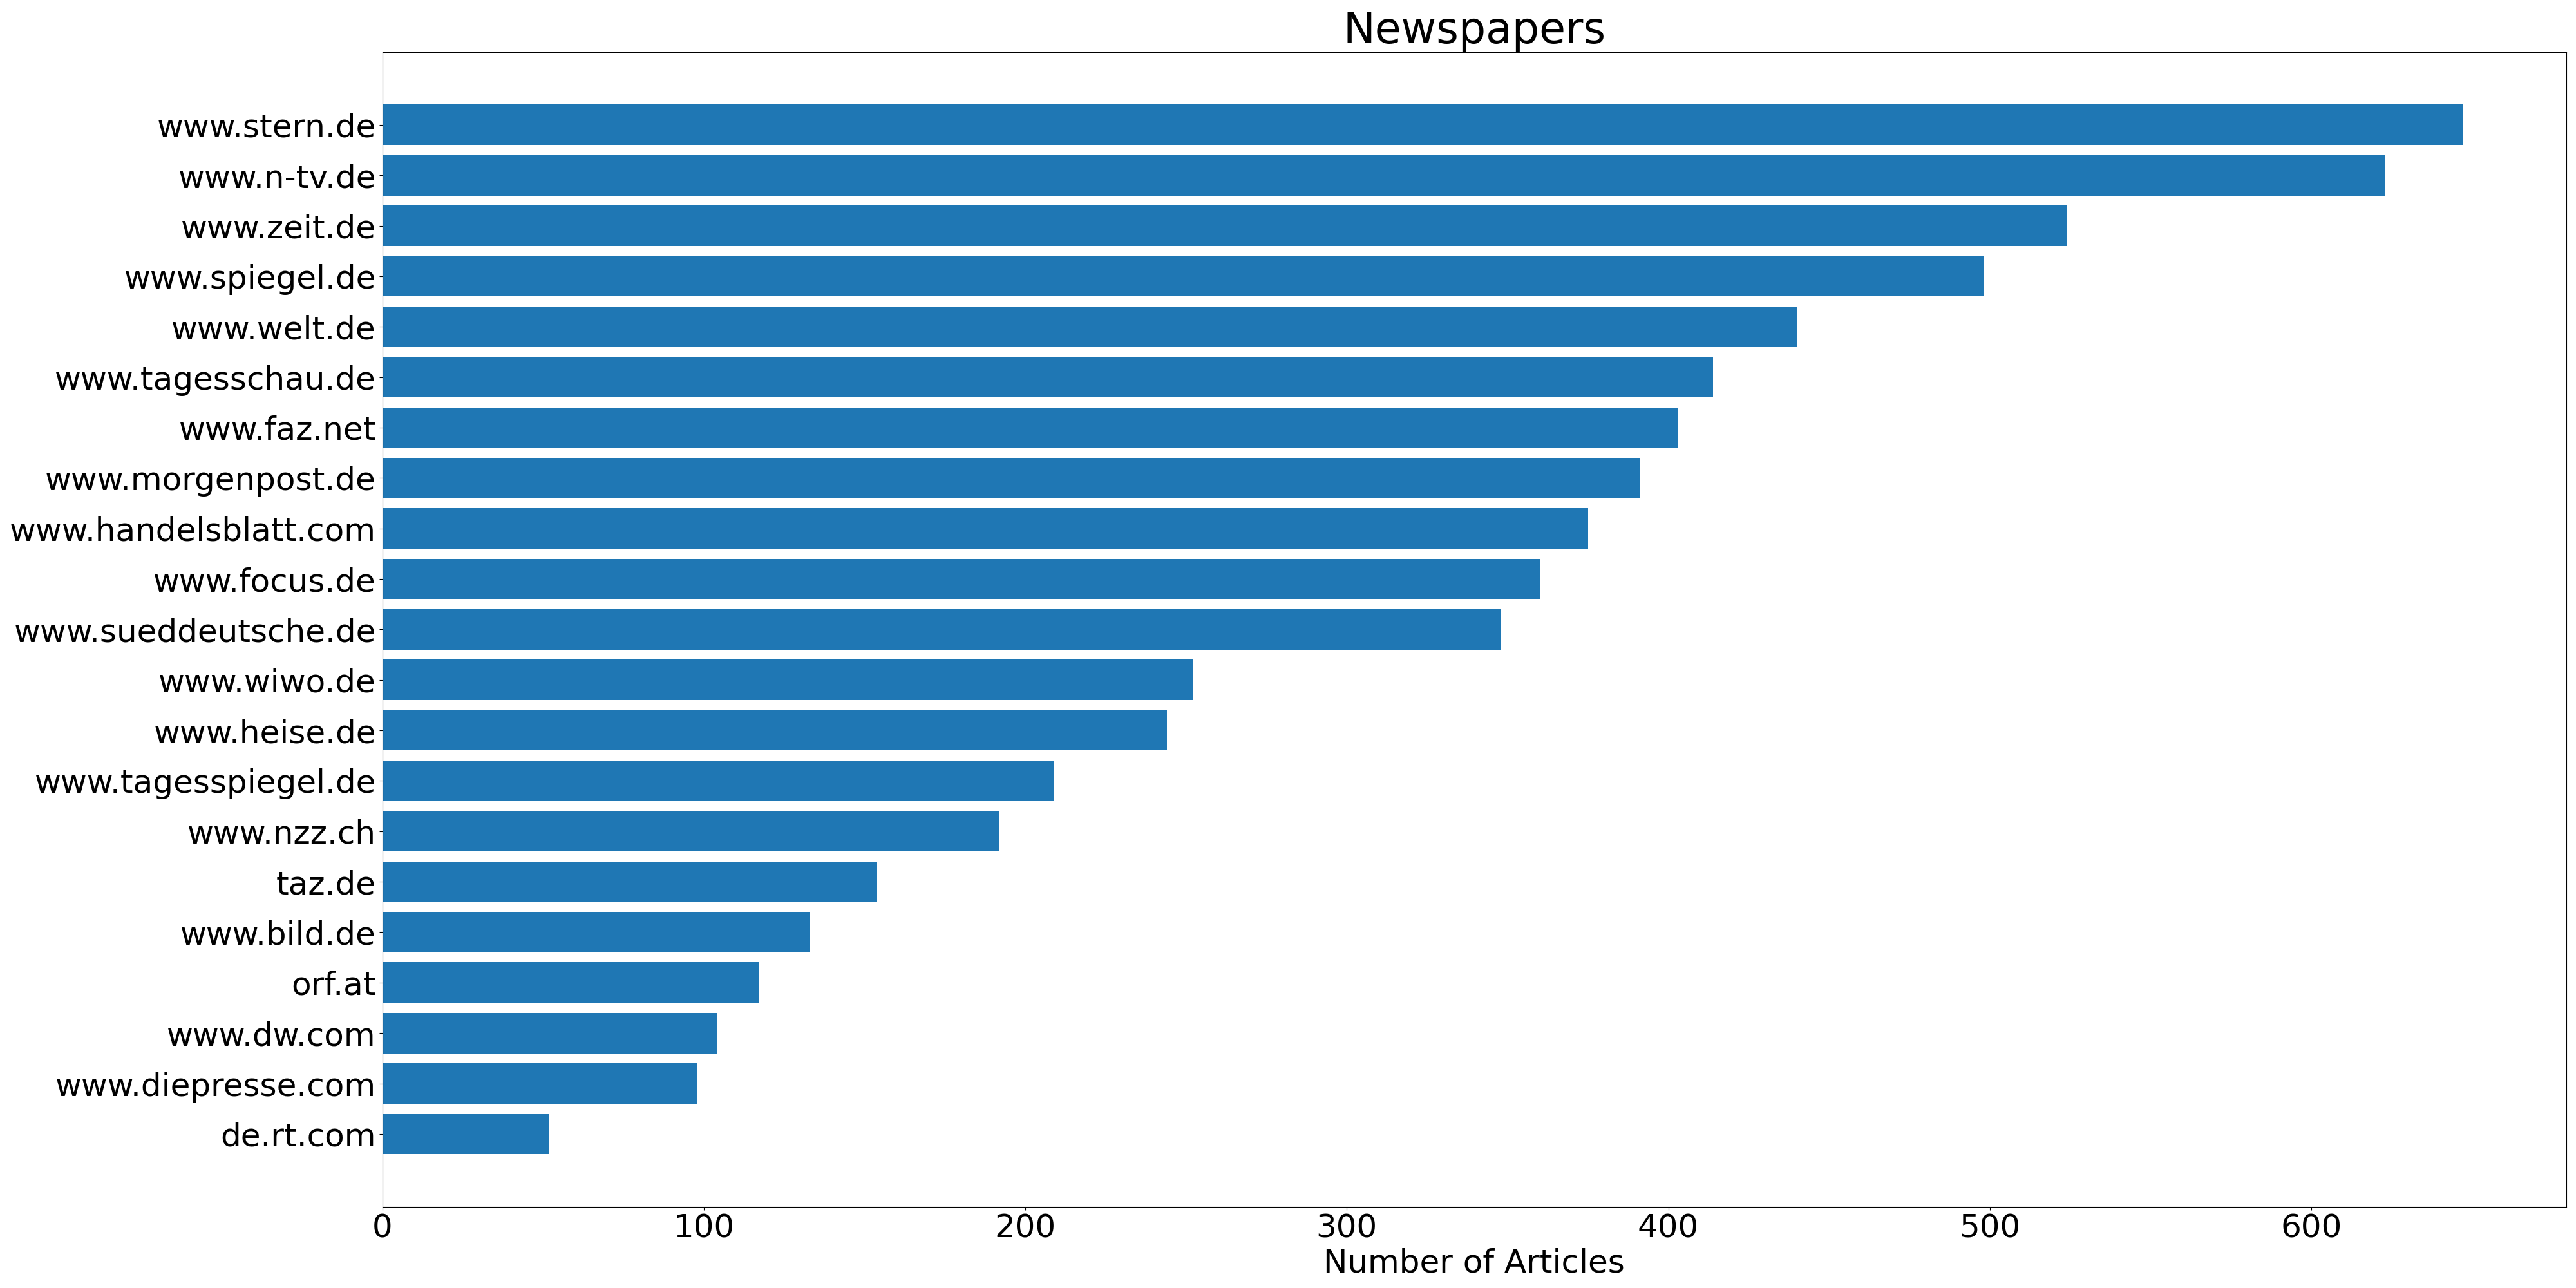 Newspapers
www.stern.de
www.n-tv.de
www.zeit.de
www.spiegel.de
www.welt.de
www.tagesschau.de
www.faz.net
www.morgenpost.de
www.handelsblatt.com
www.focus.de
www.sueddeutsche.de
www.wiwo.de
www.heise.de
www.tagesspiegel.de
www.nzz.ch
taz.de
www.bild.de
orf.at
www.dw.com
www.diepresse.com
de.rt.com
0 100 200 300 400 500 600
Number of Articles